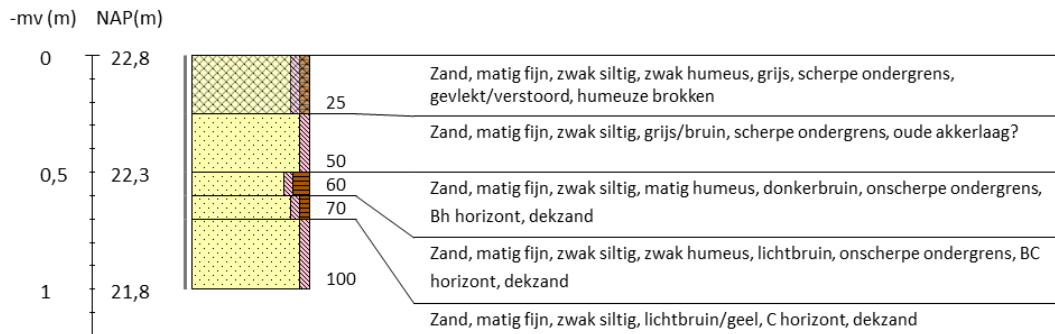 -mv (m) NAP(m)
0 22,8
Zand, matig fijn, zwak siltig, zwak humeus, grijs, scherpe ondergrens,
gevlekt/verstoord, humeuze brokken
25
Zand, matig fijn, zwak siltig, grijs/bruin, scherpe ondergrens, oude akkerlaag?
50
0,5 22,3
60
Zand, matig fijn, zwak siltig, matig humeus, donkerbruin, onscherpe ondergrens,
Bh horizont, dekzand
70
Zand, matig fijn, zwak siltig, zwak humeus, lichtbruin, onscherpe ondergrens, BC
horizont, dekzand
100
1 21,8
Zand, matig fijn, zwak siltig, lichtbruin/geel, C horizont, dekzand